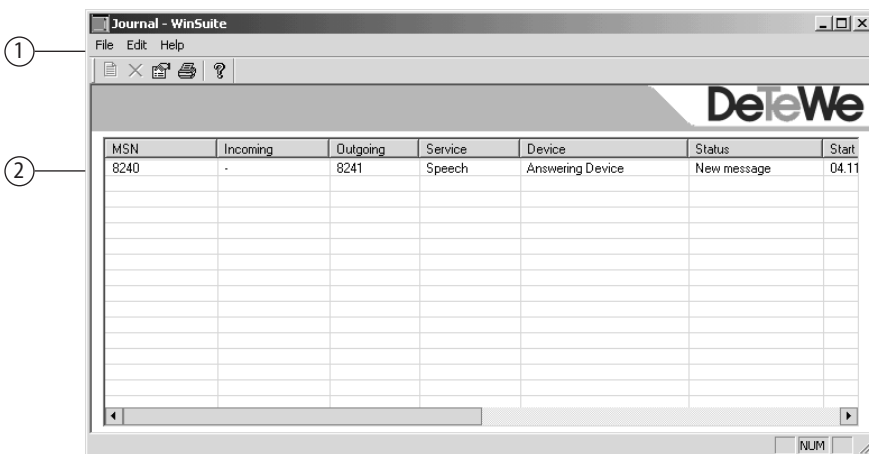 Journal - WinSuite
1
File Edit Help
DeTeWe
MSN Incoming Outgoing Service Device Status Start
2
8240 - 8241 Speech Answering Device New message 04.11
NUM